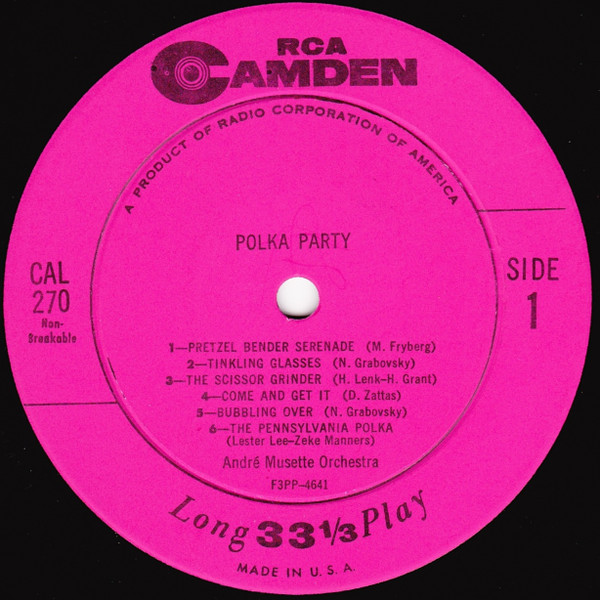 RCA
CAMDEN
A PRODUCT OF RADIO CORPORATION OF AMERICA
POLKA PARTY
CAL
270
Non-
Breakable
SIDE
1
1—PRETZEL BENDER SERENADE (M. Fryberg)
2—TINKLING GLASSES (N. Grabovsky)
3—THE SCISSOR GRINDER (H. Lenk–H. Grant)
4—COME AND GET IT (D. Zattas)
5—BUBBLING OVER (N. Grabovsky)
6—THE PENNSYLVANIA POLKA
(Lester Lee–Zeke Manners)
André Musette Orchestra
F3PP-4641
Long 33 1/3 Play
MADE IN U. S. A.